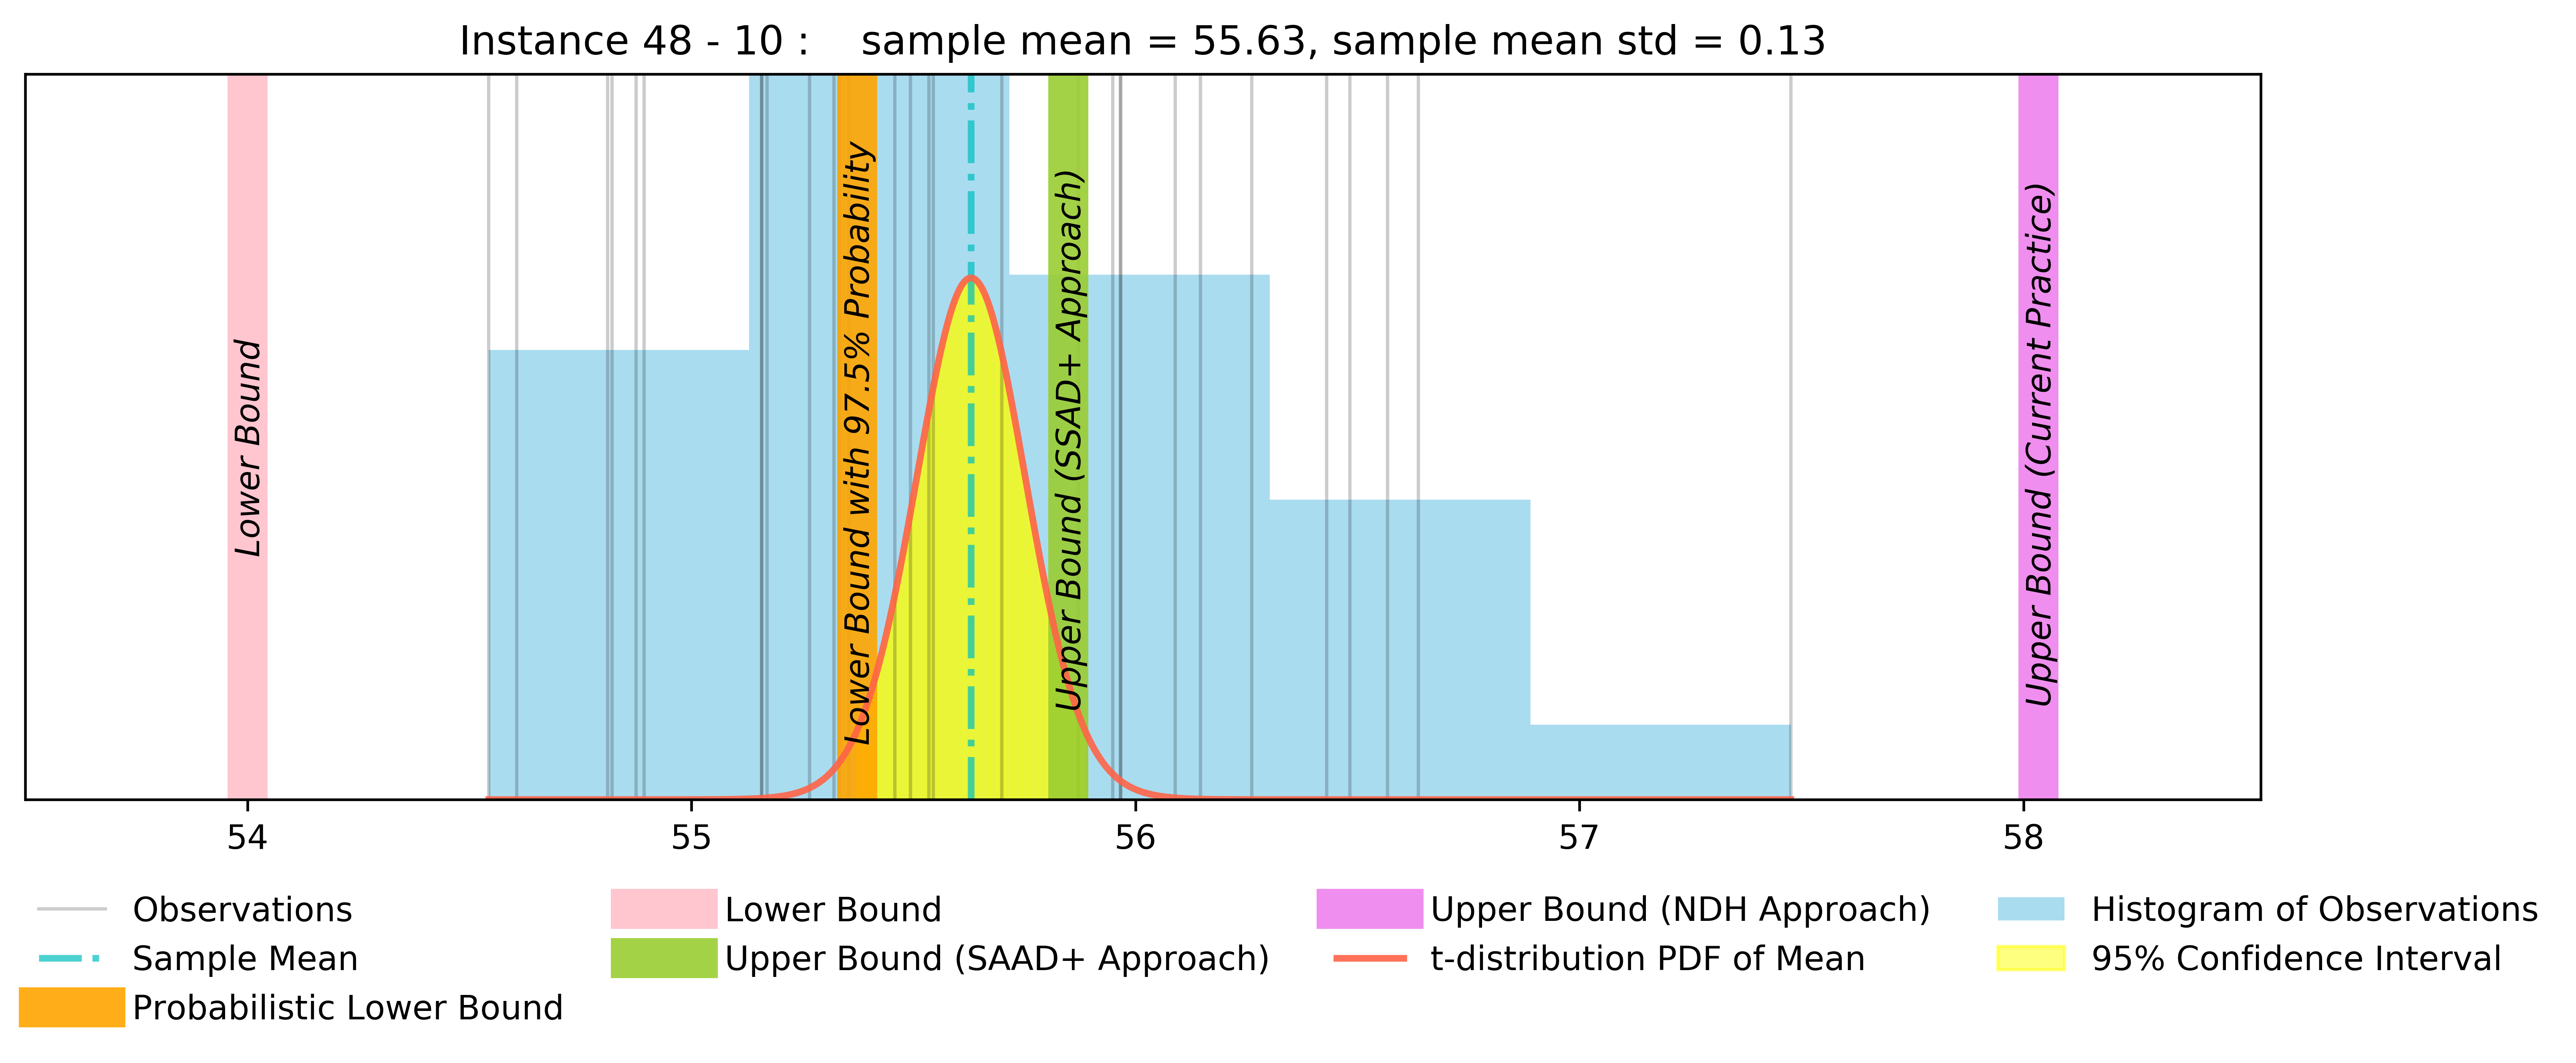 Instance 48 - 10 :    sample mean = 55.63, sample mean std = 0.13
Lower Bound
Lower Bound with 97.5% Probability
Upper Bound (SSAD+ Approach)
Upper Bound (Current Practice)
54 55 56 57 58
Observations
Sample Mean
Probabilistic Lower Bound
Lower Bound
Upper Bound (SAAD+ Approach)
Upper Bound (NDH Approach)
t-distribution PDF of Mean
Histogram of Observations
95% Confidence Interval